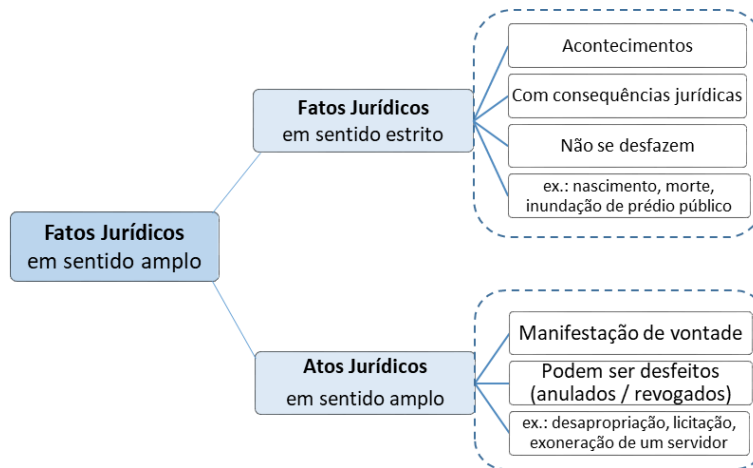 Fatos Jurídicos
em sentido amplo
Fatos Jurídicos
em sentido estrito
Acontecimentos
Com consequências jurídicas
Não se desfazem
ex.: nascimento, morte,
inundação de prédio público
Atos Jurídicos
em sentido amplo
Manifestação de vontade
Podem ser desfeitos
(anulados / revogados)
ex.: desapropriação, licitação,
exoneração de um servidor